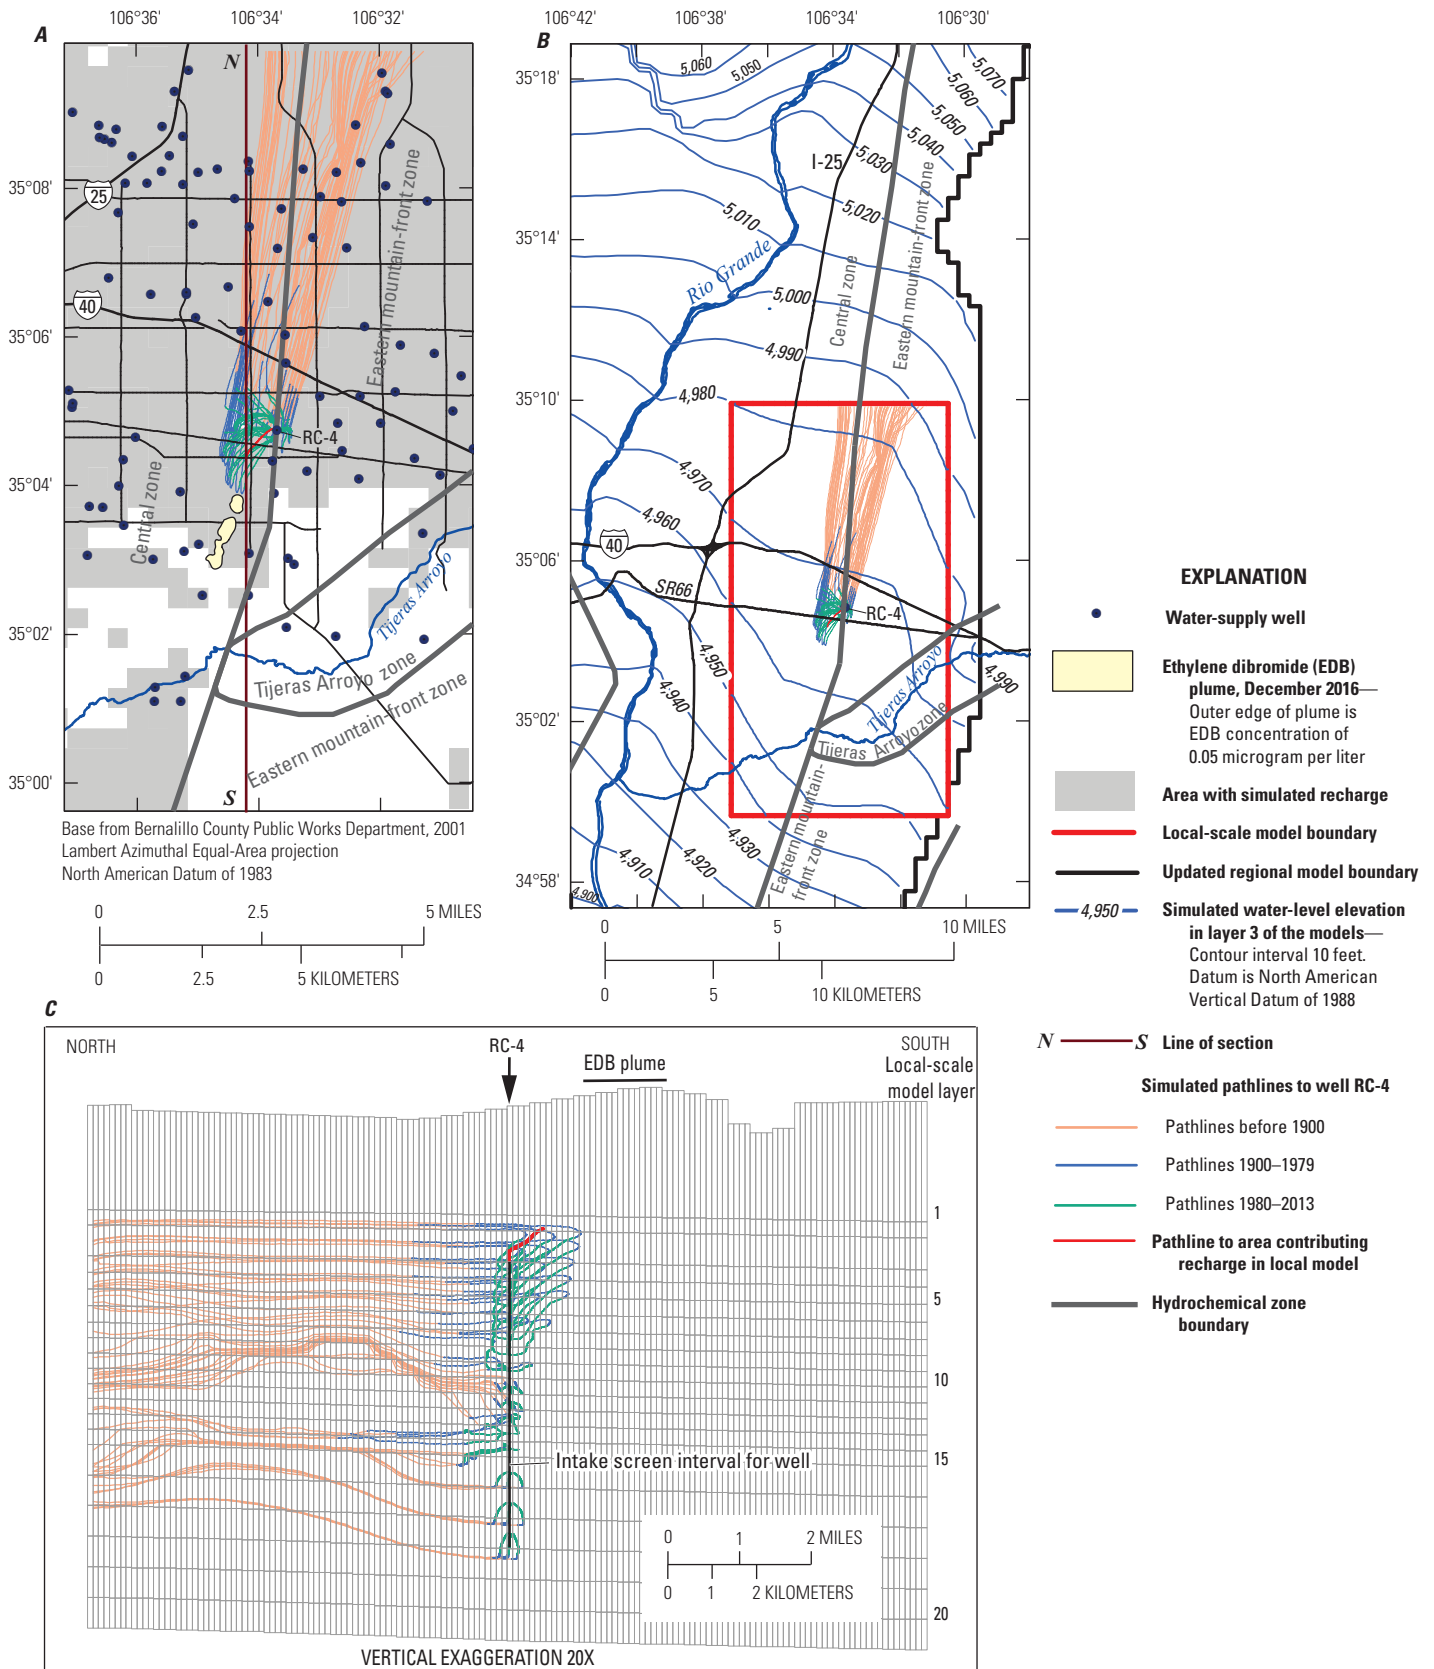 A
106°36'
106°34'
106°32'
35°08'
35°06'
35°04'
35°02'
35°00'
N
25
40
Eastern mountain-front zone
RC-4
Central zone
Tijeras Arroyo
Tijeras Arroyo zone
Eastern mountain-front zone
S
Base from Bernalillo County Public Works Department, 2001
Lambert Azimuthal Equal-Area projection
North American Datum of 1983
0 2.5 5 MILES
0 2.5 5 KILOMETERS
B
106°42'
106°38'
106°34'
106°30'
35°18'
35°14'
35°10'
35°06'
35°02'
34°58'
5,060
5,050
5,070
5,060
5,050
5,040
5,030
5,020
5,010
5,000
4,990
4,980
4,970
4,960
4,950
4,940
4,930
4,920
4,910
4,900
4,990
I-25
Rio Grande
Central zone
Eastern mountain-front zone
40
SR66
RC-4
Tijeras Arroyo
Tijeras Arroyo zone
Eastern mountain-
front zone
0 5 10 MILES
0 5 10 KILOMETERS
EXPLANATION
Water-supply well
Ethylene dibromide (EDB)
plume, December 2016—
Outer edge of plume is
EDB concentration of
0.05 microgram per liter
Area with simulated recharge
Local-scale model boundary
Updated regional model boundary
4,950
Simulated water-level elevation
in layer 3 of the models—
Contour interval 10 feet.
Datum is North American
Vertical Datum of 1988
N S Line of section
Simulated pathlines to well RC-4
Pathlines before 1900
Pathlines 1900–1979
Pathlines 1980–2013
Pathline to area contributing
recharge in local model
Hydrochemical zone
boundary
C
NORTH
RC-4
EDB plume
SOUTH
Local-scale
model layer
1
5
10
15
20
Intake screen interval for well
0 1 2 MILES
0 1 2 KILOMETERS
VERTICAL EXAGGERATION 20X